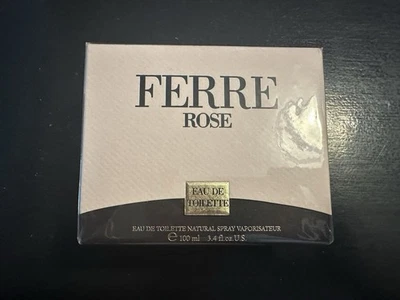 FERRE
ROSE
EAU DE
TOILETTE
EAU DE TOILETTE NATURAL SPRAY VAPORISATEUR
℮ 100 ml 3.4 fl.oz.U.S.